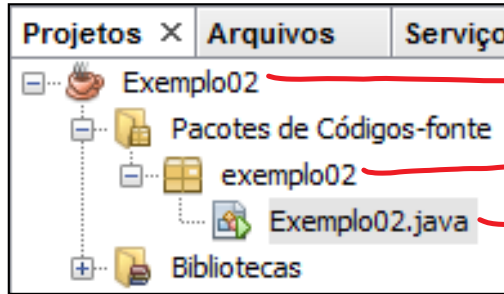 Projetos × Arquivos Serviço
Exemplo02
Pacotes de Códigos-fonte
exemplo02
Exemplo02.java
Bibliotecas